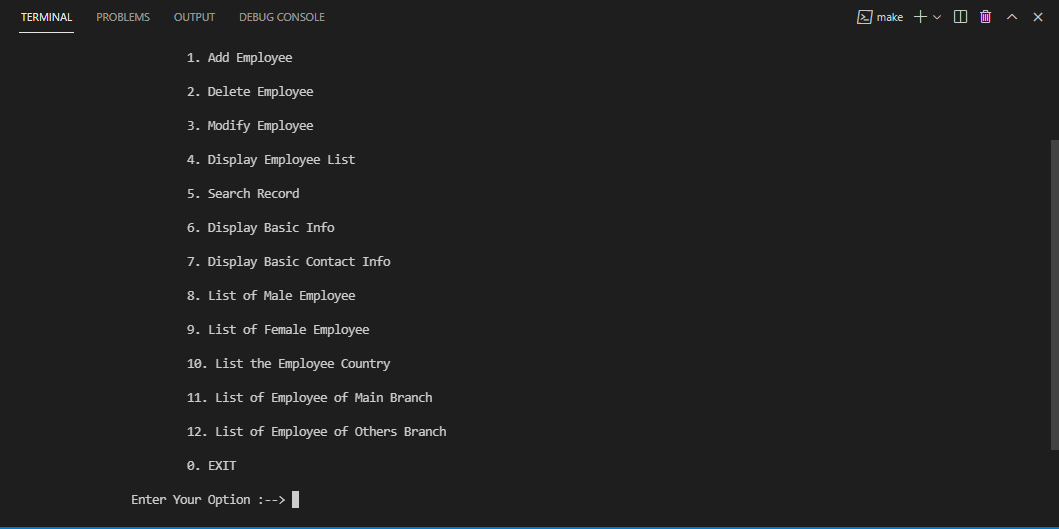 TERMINAL PROBLEMS OUTPUT DEBUG CONSOLE make
1. Add Employee
2. Delete Employee
3. Modify Employee
4. Display Employee List
5. Search Record
6. Display Basic Info
7. Display Basic Contact Info
8. List of Male Employee
9. List of Female Employee
10. List the Employee Country
11. List of Employee of Main Branch
12. List of Employee of Others Branch
0. EXIT
Enter Your Option :-->